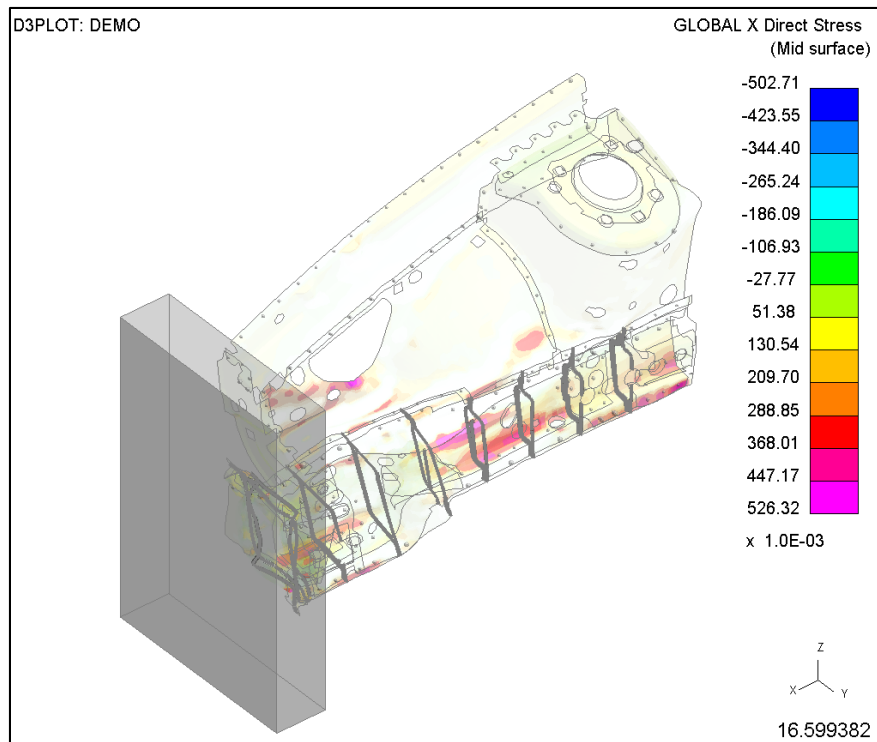 D3PLOT: DEMO
GLOBAL X Direct Stress
(Mid surface)
-502.71
-423.55
-344.40
-265.24
-186.09
-106.93
-27.77
51.38
130.54
209.70
288.85
368.01
447.17
526.32
x 1.0E-03
Z
X
Y
16.599382